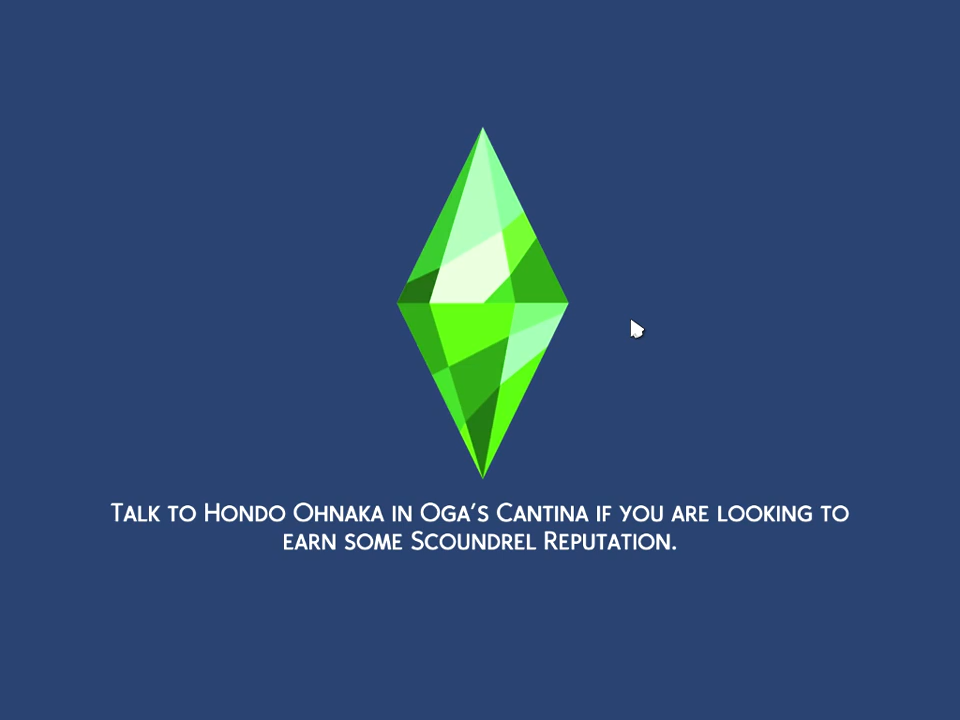 Talk to Hondo Ohnaka in Oga's Cantina if you are looking to
earn some Scoundrel Reputation.